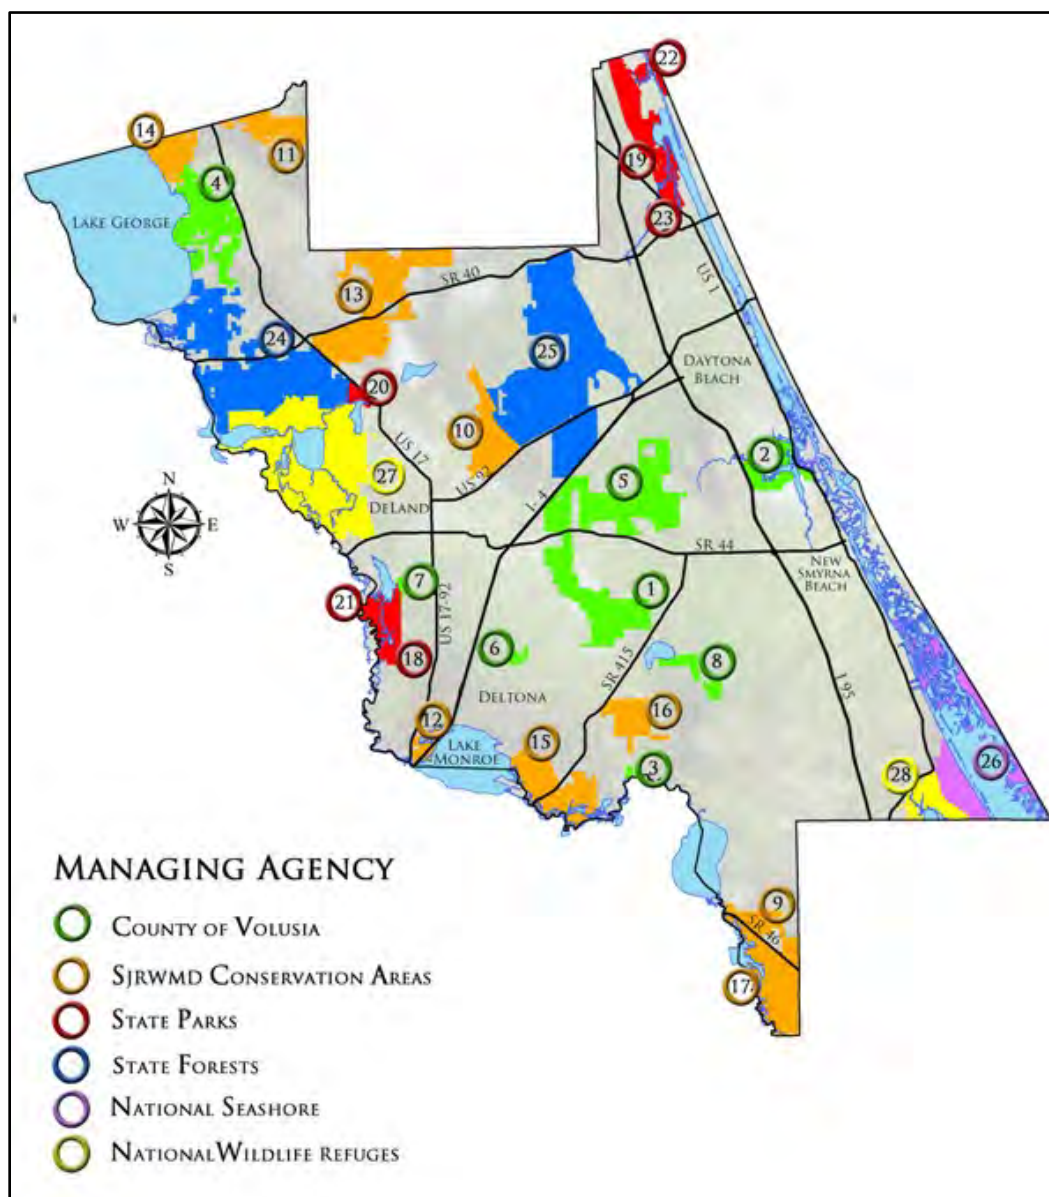 22
14
11
19
4
23
LAKE GEORGE
SR 40
US 1
13
24
25
DAYTONA
BEACH
20
10
US 17
US 92
2
5
27
DELAND
I- 4
N
W
E
S
SR 44
NEW
SMYRNA
BEACH
7
21
1
US 17-92
6
18
SR 415
8
DELTONA
I 95
12
16
LAKE
MONROE
15
3
28
26
MANAGING AGENCY
COUNTY OF VOLUSIA
SJRWMD CONSERVATION AREAS
STATE PARKS
STATE FORESTS
NATIONAL SEASHORE
NATIONAL WILDLIFE REFUGES
9
SR 46
17